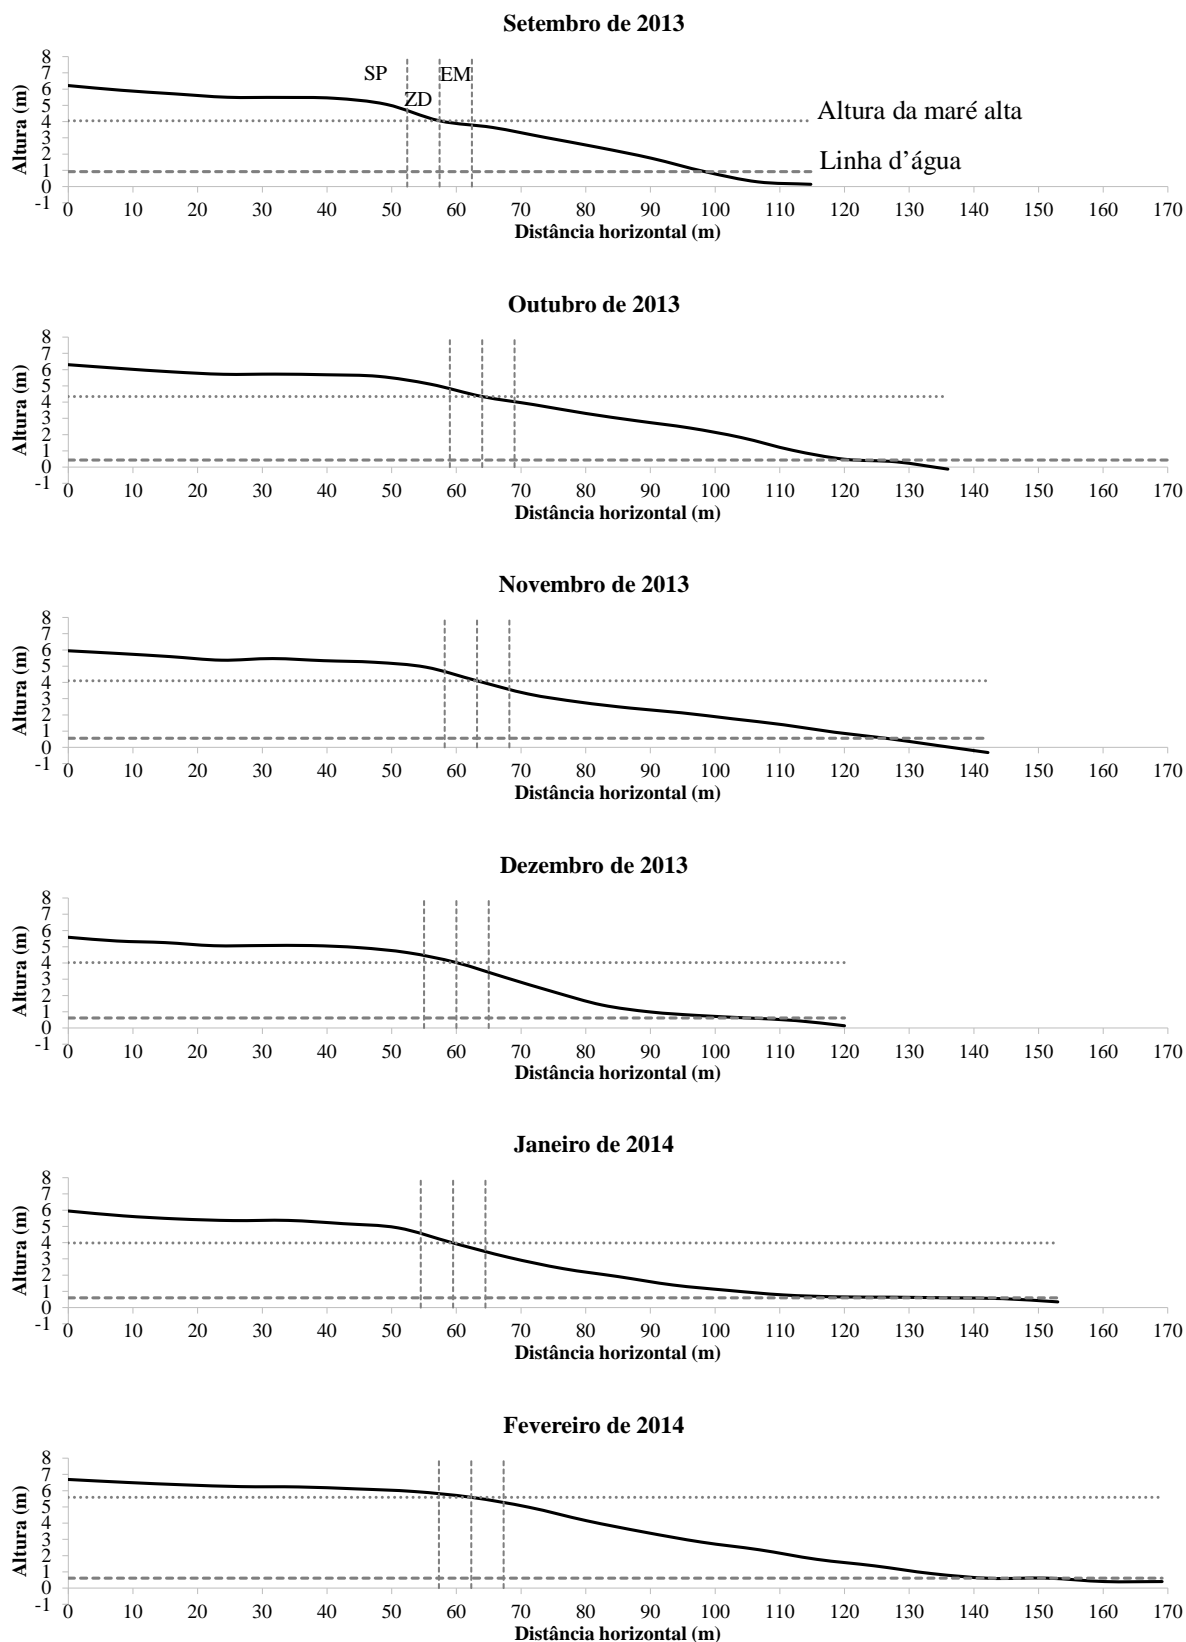 Setembro de 2013
8
7
6
5
4
3
2
1
0
-1
Altura (m)
SP
ZD
EM
Altura da maré alta
Linha d’água
0 10 20 30 40 50 60 70 80 90 100 110 120 130 140 150 160 170
Distância horizontal (m)
Outubro de 2013
8
7
6
5
4
3
2
1
0
-1
Altura (m)
0 10 20 30 40 50 60 70 80 90 100 110 120 130 140 150 160 170
Distância horizontal (m)
Novembro de 2013
8
7
6
5
4
3
2
1
0
-1
Altura (m)
0 10 20 30 40 50 60 70 80 90 100 110 120 130 140 150 160 170
Distância horizontal (m)
Dezembro de 2013
8
7
6
5
4
3
2
1
0
-1
Altura (m)
0 10 20 30 40 50 60 70 80 90 100 110 120 130 140 150 160 170
Distância horizontal (m)
Janeiro de 2014
8
7
6
5
4
3
2
1
0
-1
Altura (m)
0 10 20 30 40 50 60 70 80 90 100 110 120 130 140 150 160 170
Distância horizontal (m)
Fevereiro de 2014
8
7
6
5
4
3
2
1
0
-1
Altura (m)
0 10 20 30 40 50 60 70 80 90 100 110 120 130 140 150 160 170
Distância horizontal (m)